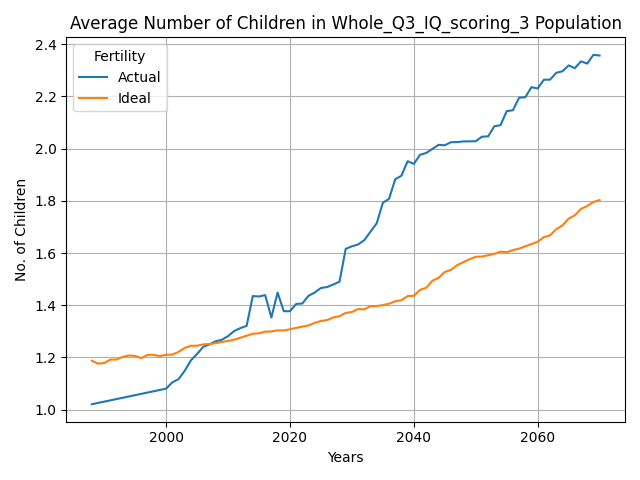 Average Number of Children in Whole_Q3_IQ_scoring_3 Population
Fertility
Actual
Ideal
No. of Children
2.4
2.2
2.0
1.8
1.6
1.4
1.2
1.0
2000 2020 2040 2060
Years